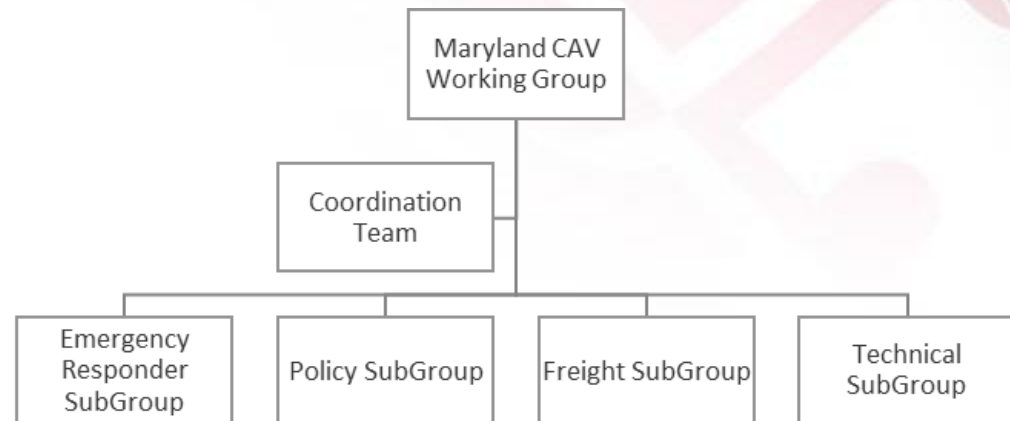 Maryland CAV
Working Group
Coordination
Team
Emergency
Responder
SubGroup
Policy SubGroup
Freight SubGroup
Technical
SubGroup